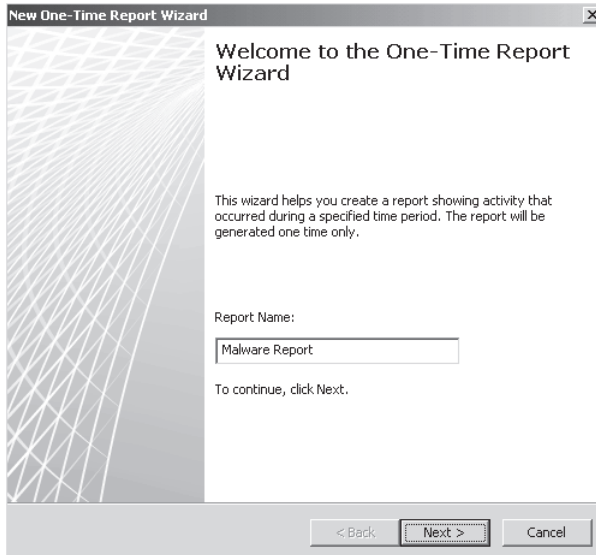 New One-Time Report Wizard
Welcome to the One-Time Report
Wizard
This wizard helps you create a report showing activity that
occurred during a specified time period. The report will be
generated one time only.
Report Name:
Malware Report
To continue, click Next.
< Back
Next >
Cancel